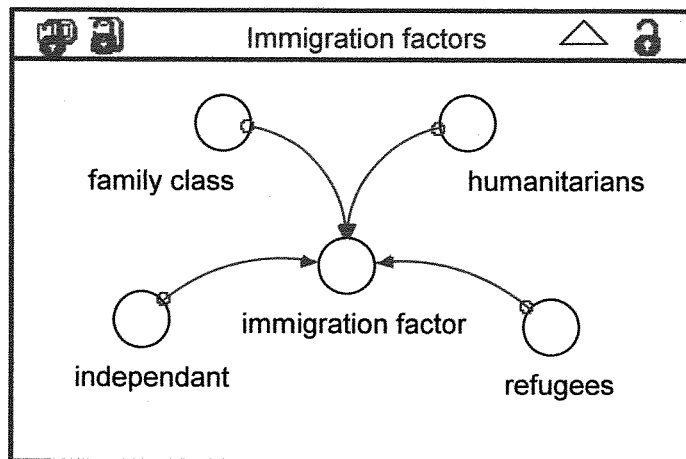 Immigration factors
family class
humanitarians
immigration factor
independant
refugees